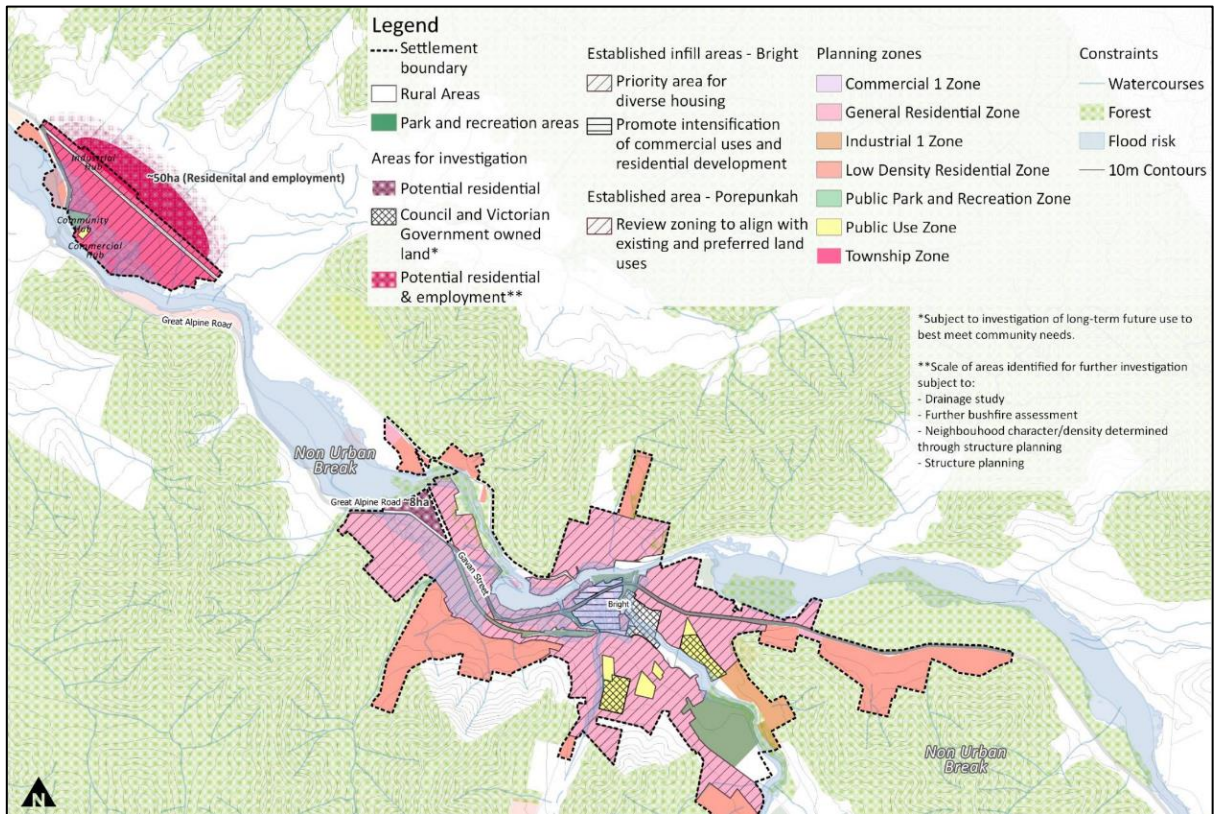 Legend
Settlement
boundary
Rural Areas
Park and recreation areas
Areas for investigation
Potential residential
Council and Victorian
Government owned
land*
Potential residential
& employment**
Established infill areas - Bright
Priority area for
diverse housing
Promote intensification
of commercial uses and
residential development
Established area - Porepunkah
Review zoning to align with
existing and preferred land
uses
Planning zones
Commercial 1 Zone
General Residential Zone
Industrial 1 Zone
Low Density Residential Zone
Public Park and Recreation Zone
Public Use Zone
Township Zone
Constraints
Watercourses
Forest
Flood risk
10m Contours
*Subject to investigation of long-term future use to
best meet community needs.
**Scale of areas identified for further investigation
subject to:
- Drainage study
- Further bushfire assessment
- Neighbouhood character/density determined
through structure planning
- Structure planning
Industrial
Hub
~50ha (Residenital and employment)
Community
Hub
Commercial
Hub
Great Alpine Road
Non Urban
Break
Great Alpine Road
~8ha
Gavan Street
Bright
Non Urban
Break
N